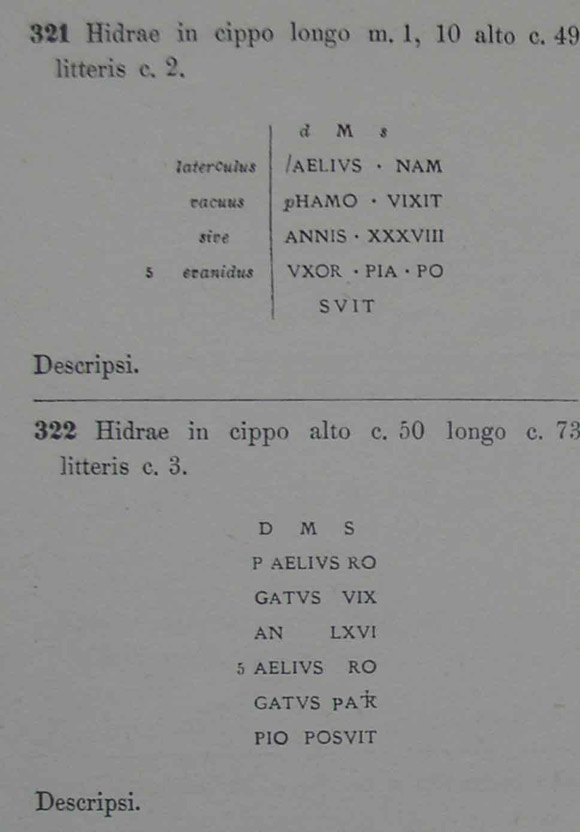 321 Hidrae in cippo longo m. 1, 10 alto c. 49
litteris c. 2.
d M s
laterculus /AELIVS · NAM
vacuus pHAMO · VIXIT
sive ANNIS · XXXVIII
5 evanidus VXOR · PIA · PO
SVIT
Descripsi.
322 Hidrae in cippo alto c. 50 longo c. 73
litteris c. 3.
D M S
P AELIVS RO
GATVS VIX
AN LXVI
5 AELIVS RO
GATVS PATR
PIO POSVIT
Descripsi.